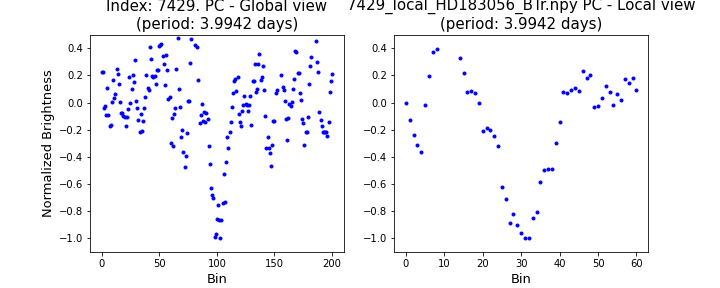 Index: 7429. PC - Global view
(period: 3.9942 days)
7429_local_HD183056_BTr.npy PC - Local view
(period: 3.9942 days)
Normalized Brightness
0.4
0.2
0.0
−0.2
−0.4
−0.6
−0.8
−1.0
0 50 100 150 200
Bin
0.4
0.2
0.0
−0.2
−0.4
−0.6
−0.8
−1.0
0 10 20 30 40 50 60
Bin